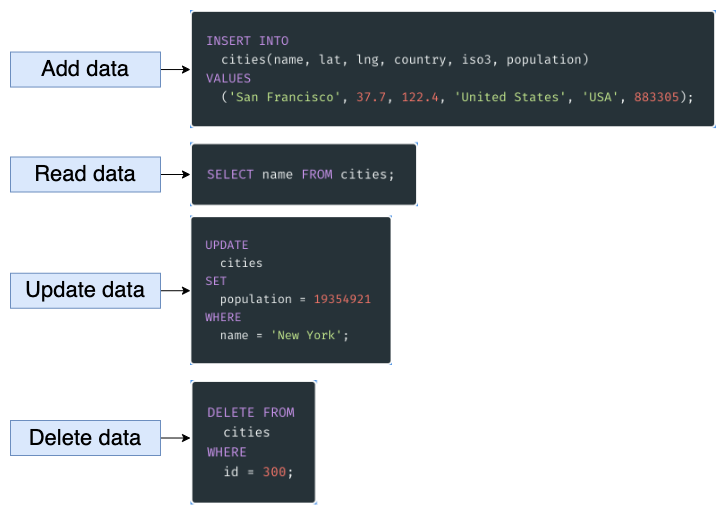 Add data
INSERT INTO
cities(name, lat, lng, country, iso3, population)
VALUES
('San Francisco', 37.7, 122.4, 'United States', 'USA', 883305);
Read data
SELECT name FROM cities;
Update data
UPDATE
cities
SET
population = 19354921
WHERE
name = 'New York';
Delete data
DELETE FROM
cities
WHERE
id = 300;